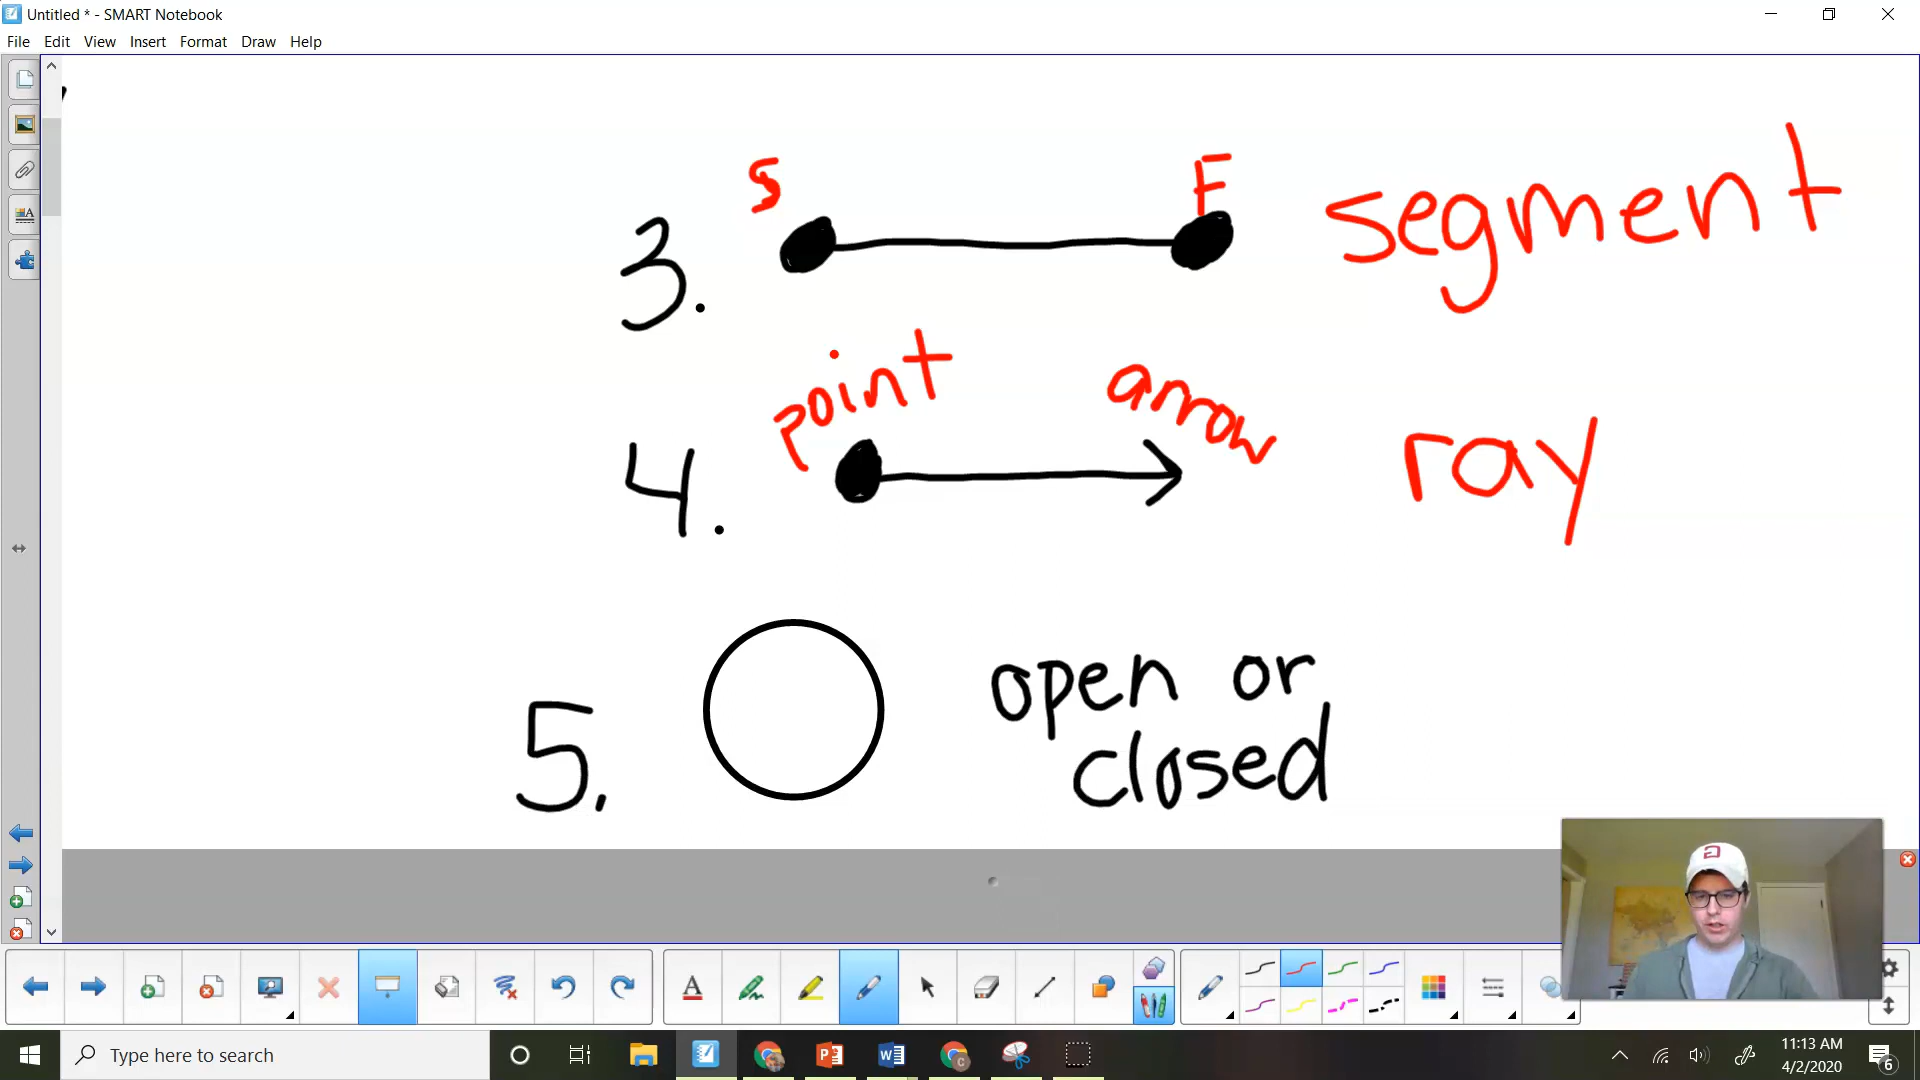 Untitled * - SMART Notebook
File Edit View Insert Format Draw Help
S F
3. segment
point arrow
4. ray
5. open or
closed
A
Type here to search
11:13 AM
4/2/2020
6